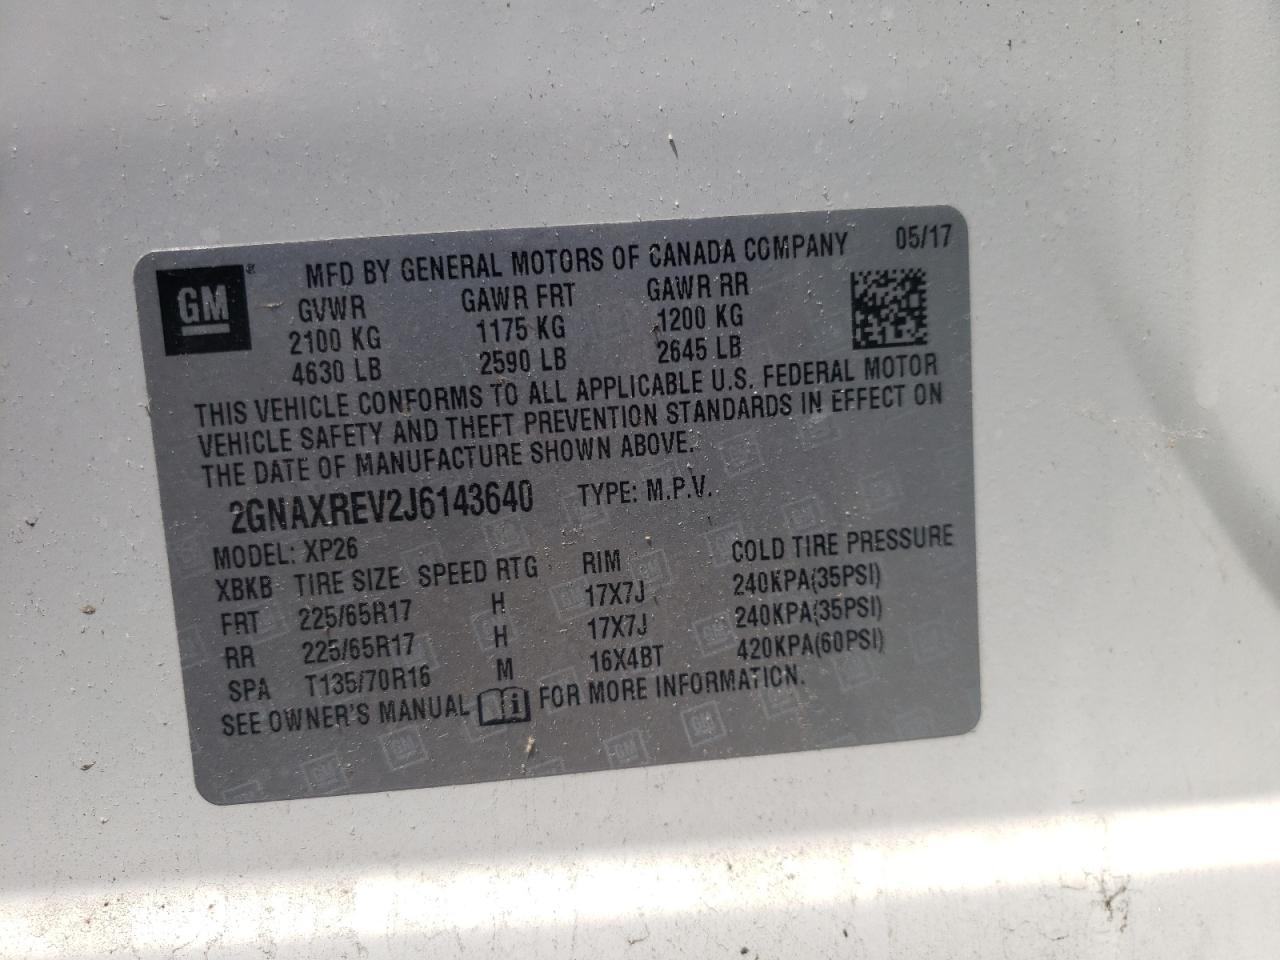 GM ® MFD BY GENERAL MOTORS OF CANADA COMPANY 05/17
GVWR GAWR FRT GAWR RR
2100 KG 1175 KG 1200 KG
4630 LB 2590 LB 2645 LB
THIS VEHICLE CONFORMS TO ALL APPLICABLE U.S. FEDERAL MOTOR
VEHICLE SAFETY AND THEFT PREVENTION STANDARDS IN EFFECT ON
THE DATE OF MANUFACTURE SHOWN ABOVE.
2GNAXREV2J6143640 TYPE: M.P.V.
MODEL: XP26
XBKB TIRE SIZE SPEED RTG RIM COLD TIRE PRESSURE
FRT 225/65R17 H 17X7J 240KPA(35PSI)
RR 225/65R17 H 17X7J 240KPA(35PSI)
SPA T135/70R16 M 16X4BT 420KPA(60PSI)
SEE OWNER'S MANUAL i FOR MORE INFORMATION.